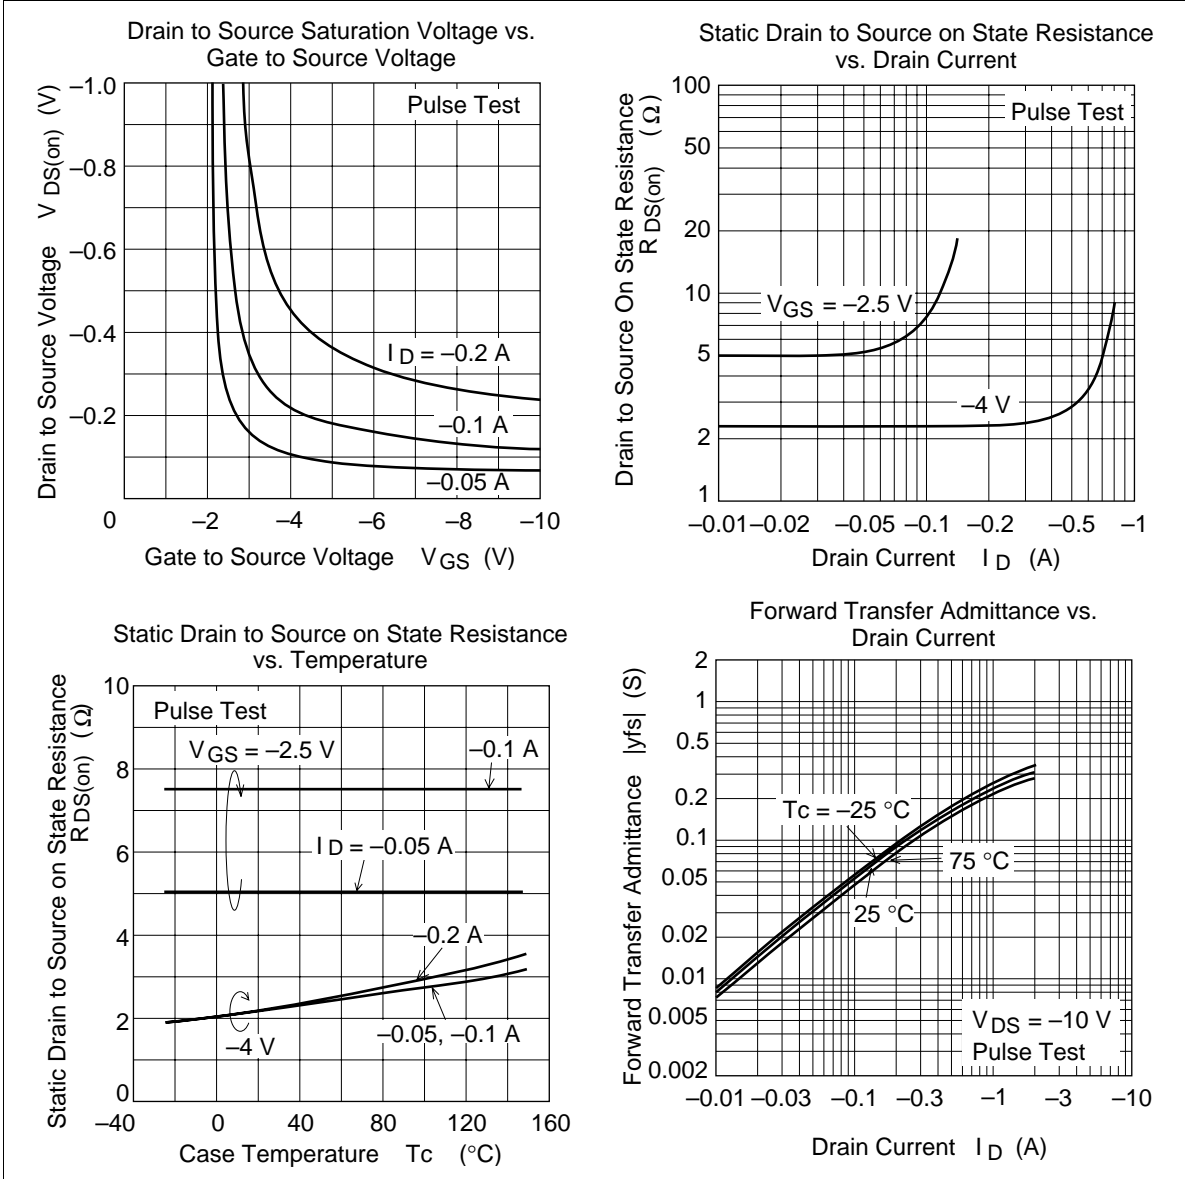 Drain to Source Saturation Voltage vs.
Gate to Source Voltage
Drain to Source Voltage V DS(on) (V)
–1.0
–0.8
–0.6
–0.4
–0.2
0
Pulse Test
I D = –0.2 A
–0.1 A
–0.05 A
–2 –4 –6 –8 –10
Gate to Source Voltage V GS (V)
Static Drain to Source on State Resistance
vs. Drain Current
Drain to Source On State Resistance
R DS(on) (Ω)
100
50
20
10
5
2
1
Pulse Test
V GS = –2.5 V
–4 V
–0.01 –0.02 –0.05 –0.1 –0.2 –0.5 –1
Drain Current I D (A)
Static Drain to Source on State Resistance
vs. Temperature
Static Drain to Source on State Resistance
R DS(on) (Ω)
10
8
6
4
2
0
Pulse Test
V GS = –2.5 V
–0.1 A
I D = –0.05 A
–0.2 A
–0.05, –0.1 A
–4 V
–40 0 40 80 120 160
Case Temperature Tc (°C)
Forward Transfer Admittance vs.
Drain Current
Forward Transfer Admittance |yfs| (S)
2
1
0.5
0.2
0.1
0.05
0.02
0.01
0.005
0.002
Tc = –25 °C
75 °C
25 °C
V DS = –10 V
Pulse Test
–0.01 –0.03 –0.1 –0.3 –1 –3 –10
Drain Current I D (A)